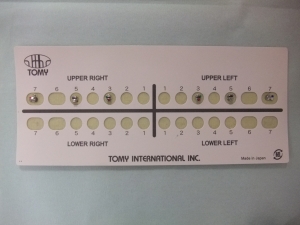 TOMY
UPPER RIGHT UPPER LEFT
7 6 5 4 3 2 1 1 2 3 4 5 6 7
7 6 5 4 3 2 1 1 2 3 4 5 6 7
LOWER RIGHT LOWER LEFT
TOMY INTERNATIONAL INC.
Made in Japan